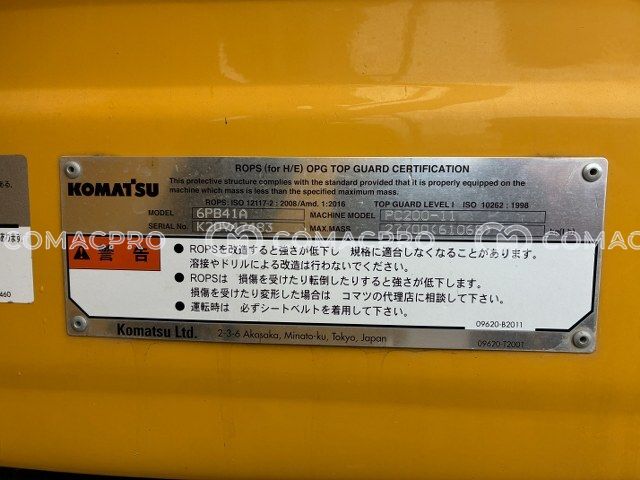 ROPS (for H/E) OPG TOP GUARD CERTIFICATION
KOMATSU
This protective structure complies with the standard provided that it is properly equipped on the
machine which mass is less than the specified maximum mass.
ROPS: ISO 12117-2 : 2008/Amd. 1:2016 TOP GUARD LEVEL I ISO 10262 : 1998
MODEL 6PB41A MACHINE MODEL PC200-11
SERIAL No. MAX MASS
COMACPRO COMACPRO COMACPRO
警告
● ROPSを改造すると強さが低下し 規格に適合しなくなることがあります。
溶接やドリルによる改造は行わないでください。
● ROPSは 損傷を受けたり転倒したりすると強さが低下します。
損傷を受けたり変形した場合は コマツの代理店に相談して下さい。
● 運転時は 必ずシートベルトを着用して下さい。
09620-B2011
Komatsu Ltd. 2-3-6 Akasaka, Minato-ku, Tokyo, Japan
09620-T2001